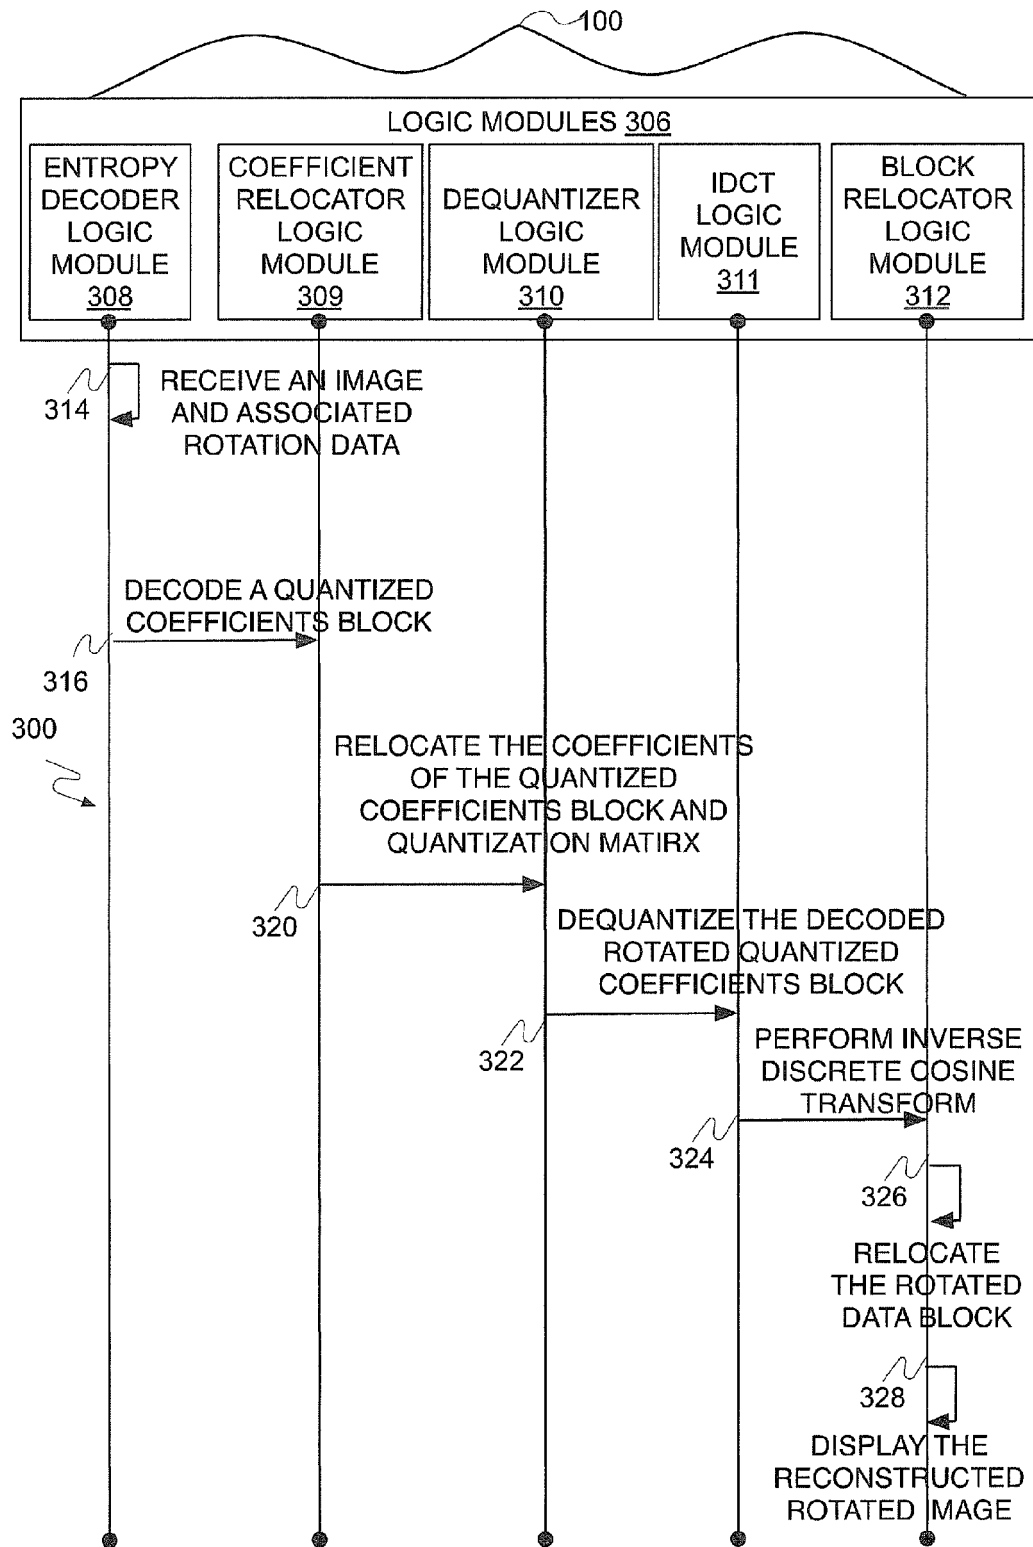 100
LOGIC MODULES 306
ENTROPY
DECODER
LOGIC
MODULE
308
COEFFICIENT
RELOCATOR
LOGIC
MODULE
309
DEQUANTIZER
LOGIC
MODULE
310
IDCT
LOGIC
MODULE
311
BLOCK
RELOCATOR
LOGIC
MODULE
312
314
RECEIVE AN IMAGE
AND ASSOCIATED
ROTATION DATA
DECODE A QUANTIZED
COEFFICIENTS BLOCK
316
300
RELOCATE THE COEFFICIENTS
OF THE QUANTIZED
COEFFICIENTS BLOCK AND
QUANTIZATION MATIRX
320
DEQUANTIZE THE DECODED
ROTATED QUANTIZED
COEFFICIENTS BLOCK
322
PERFORM INVERSE
DISCRETE COSINE
TRANSFORM
324
326
RELOCATE
THE ROTATED
DATA BLOCK
328
DISPLAY THE
RECONSTRUCTED
ROTATED IMAGE